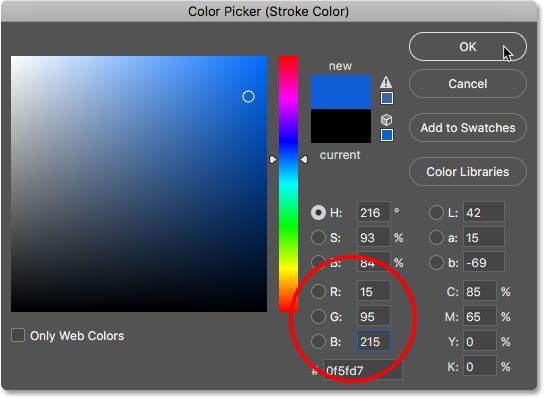 Color Picker (Stroke Color)
new
current
OK
Cancel
Add to Swatches
Color Libraries
H: 216 °
S: 93 %
B: 84 %
R: 15
G: 95
B: 215
# 0f5fd7
L: 42
a: 15
b: -69
C: 85 %
M: 65 %
Y: 0 %
K: 0 %
Only Web Colors